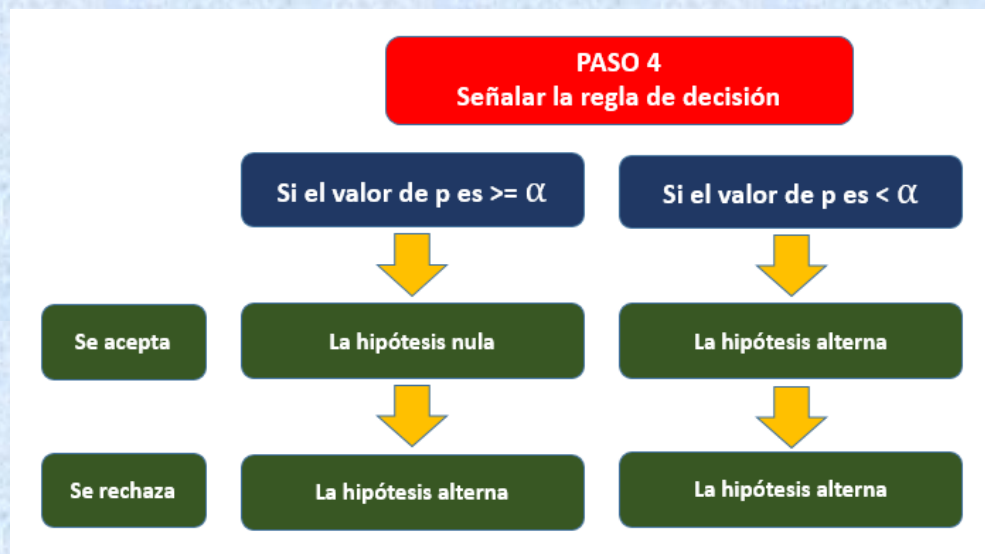 PASO 4
Señalar la regla de decisión
Si el valor de p es >= α
Si el valor de p es < α
Se acepta
La hipótesis nula
La hipótesis alterna
Se rechaza
La hipótesis alterna
La hipótesis alterna